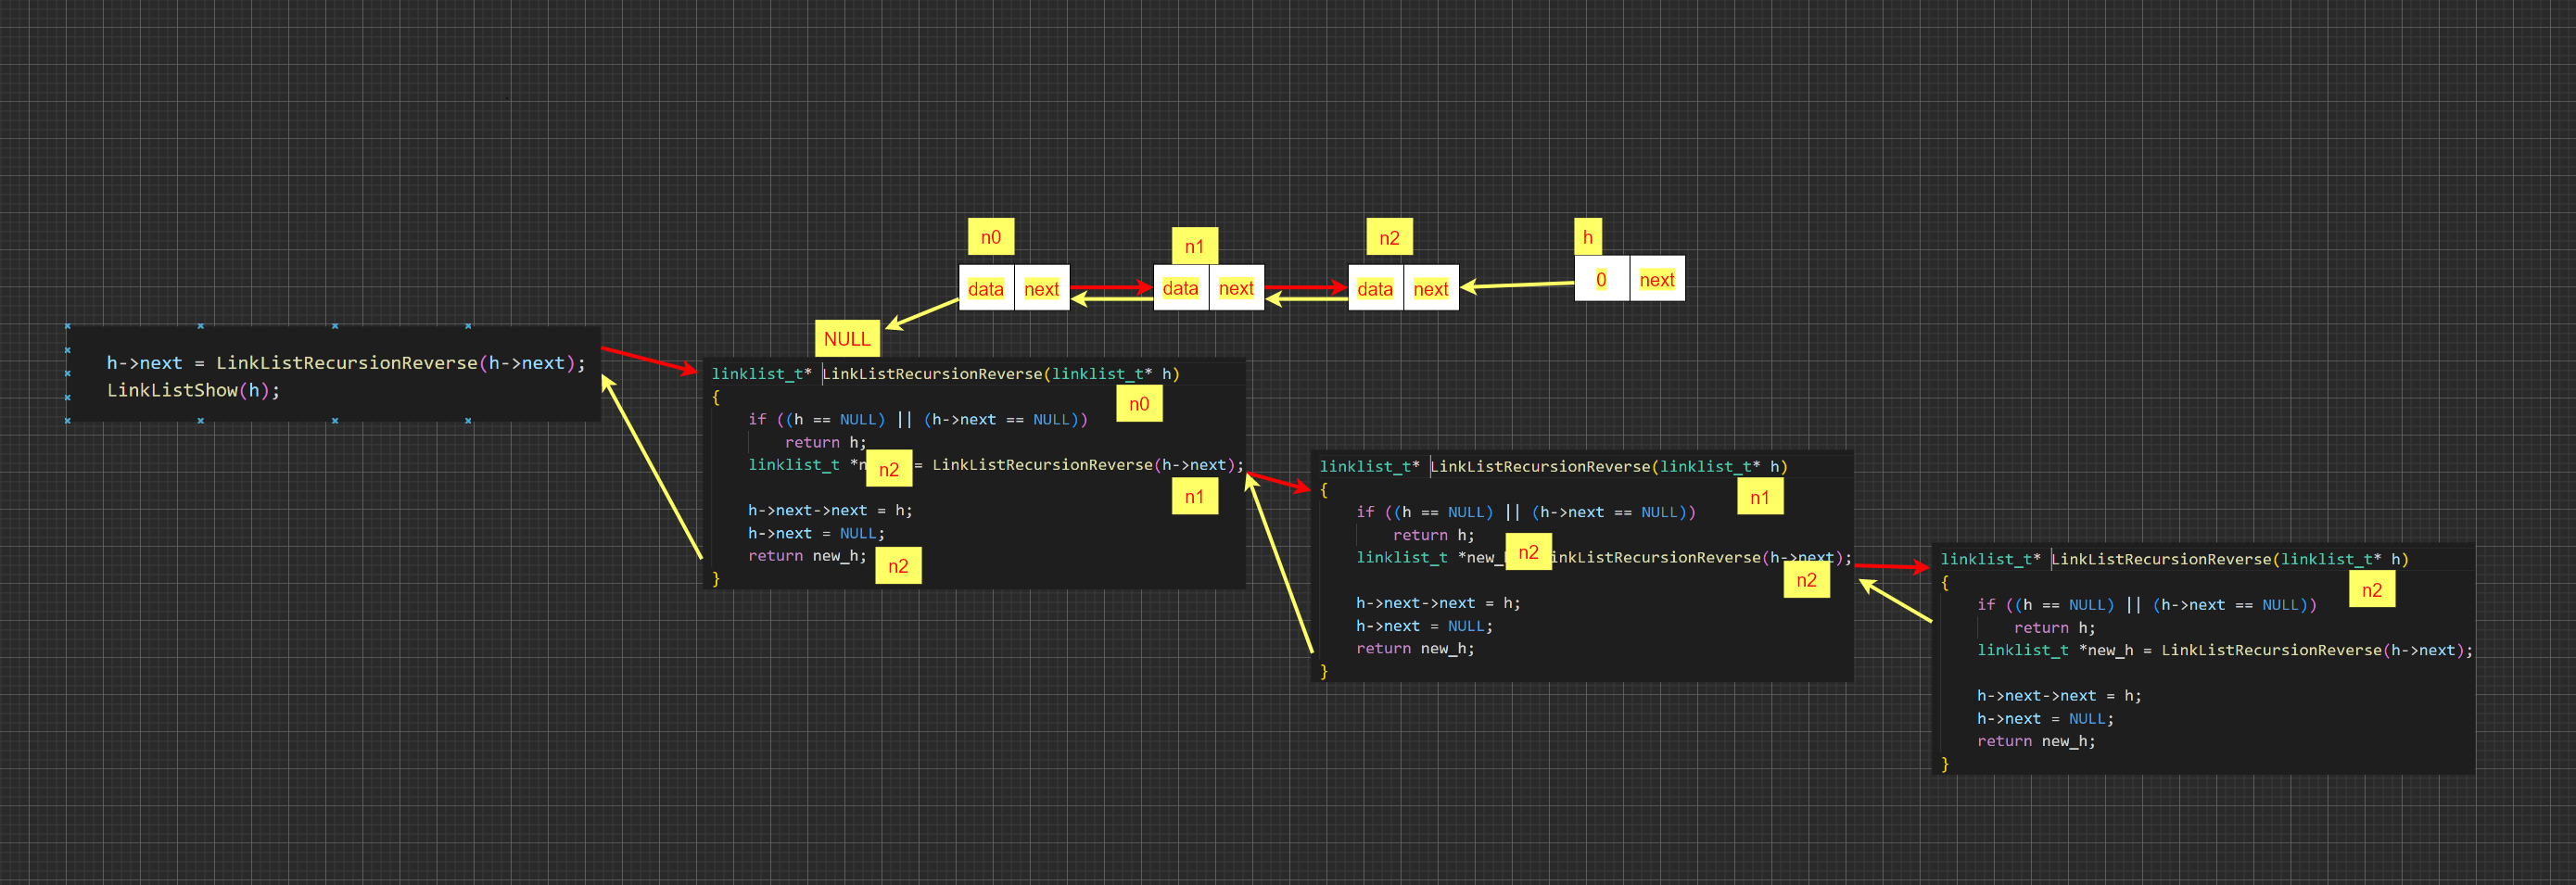 n0
n1
n2
h
data next
data next
data next
0 next
NULL
h->next = LinkListRecursionReverse(h->next);
LinkListShow(h);
linklist_t* LinkListRecursionReverse(linklist_t* h)
n0
{
if ((h == NULL) || (h->next == NULL))
return h;
linklist_t *n n2 = LinkListRecursionReverse(h->next);
n1
h->next->next = h;
h->next = NULL;
return new_h; n2
}
linklist_t* LinkListRecursionReverse(linklist_t* h)
n1
{
if ((h == NULL) || (h->next == NULL))
return h;
linklist_t *new_ n2 inkListRecursionReverse(h->next);
n2
h->next->next = h;
h->next = NULL;
return new_h;
}
linklist_t* LinkListRecursionReverse(linklist_t* h)
n2
{
if ((h == NULL) || (h->next == NULL))
return h;
linklist_t *new_h = LinkListRecursionReverse(h->next);
h->next->next = h;
h->next = NULL;
return new_h;
}